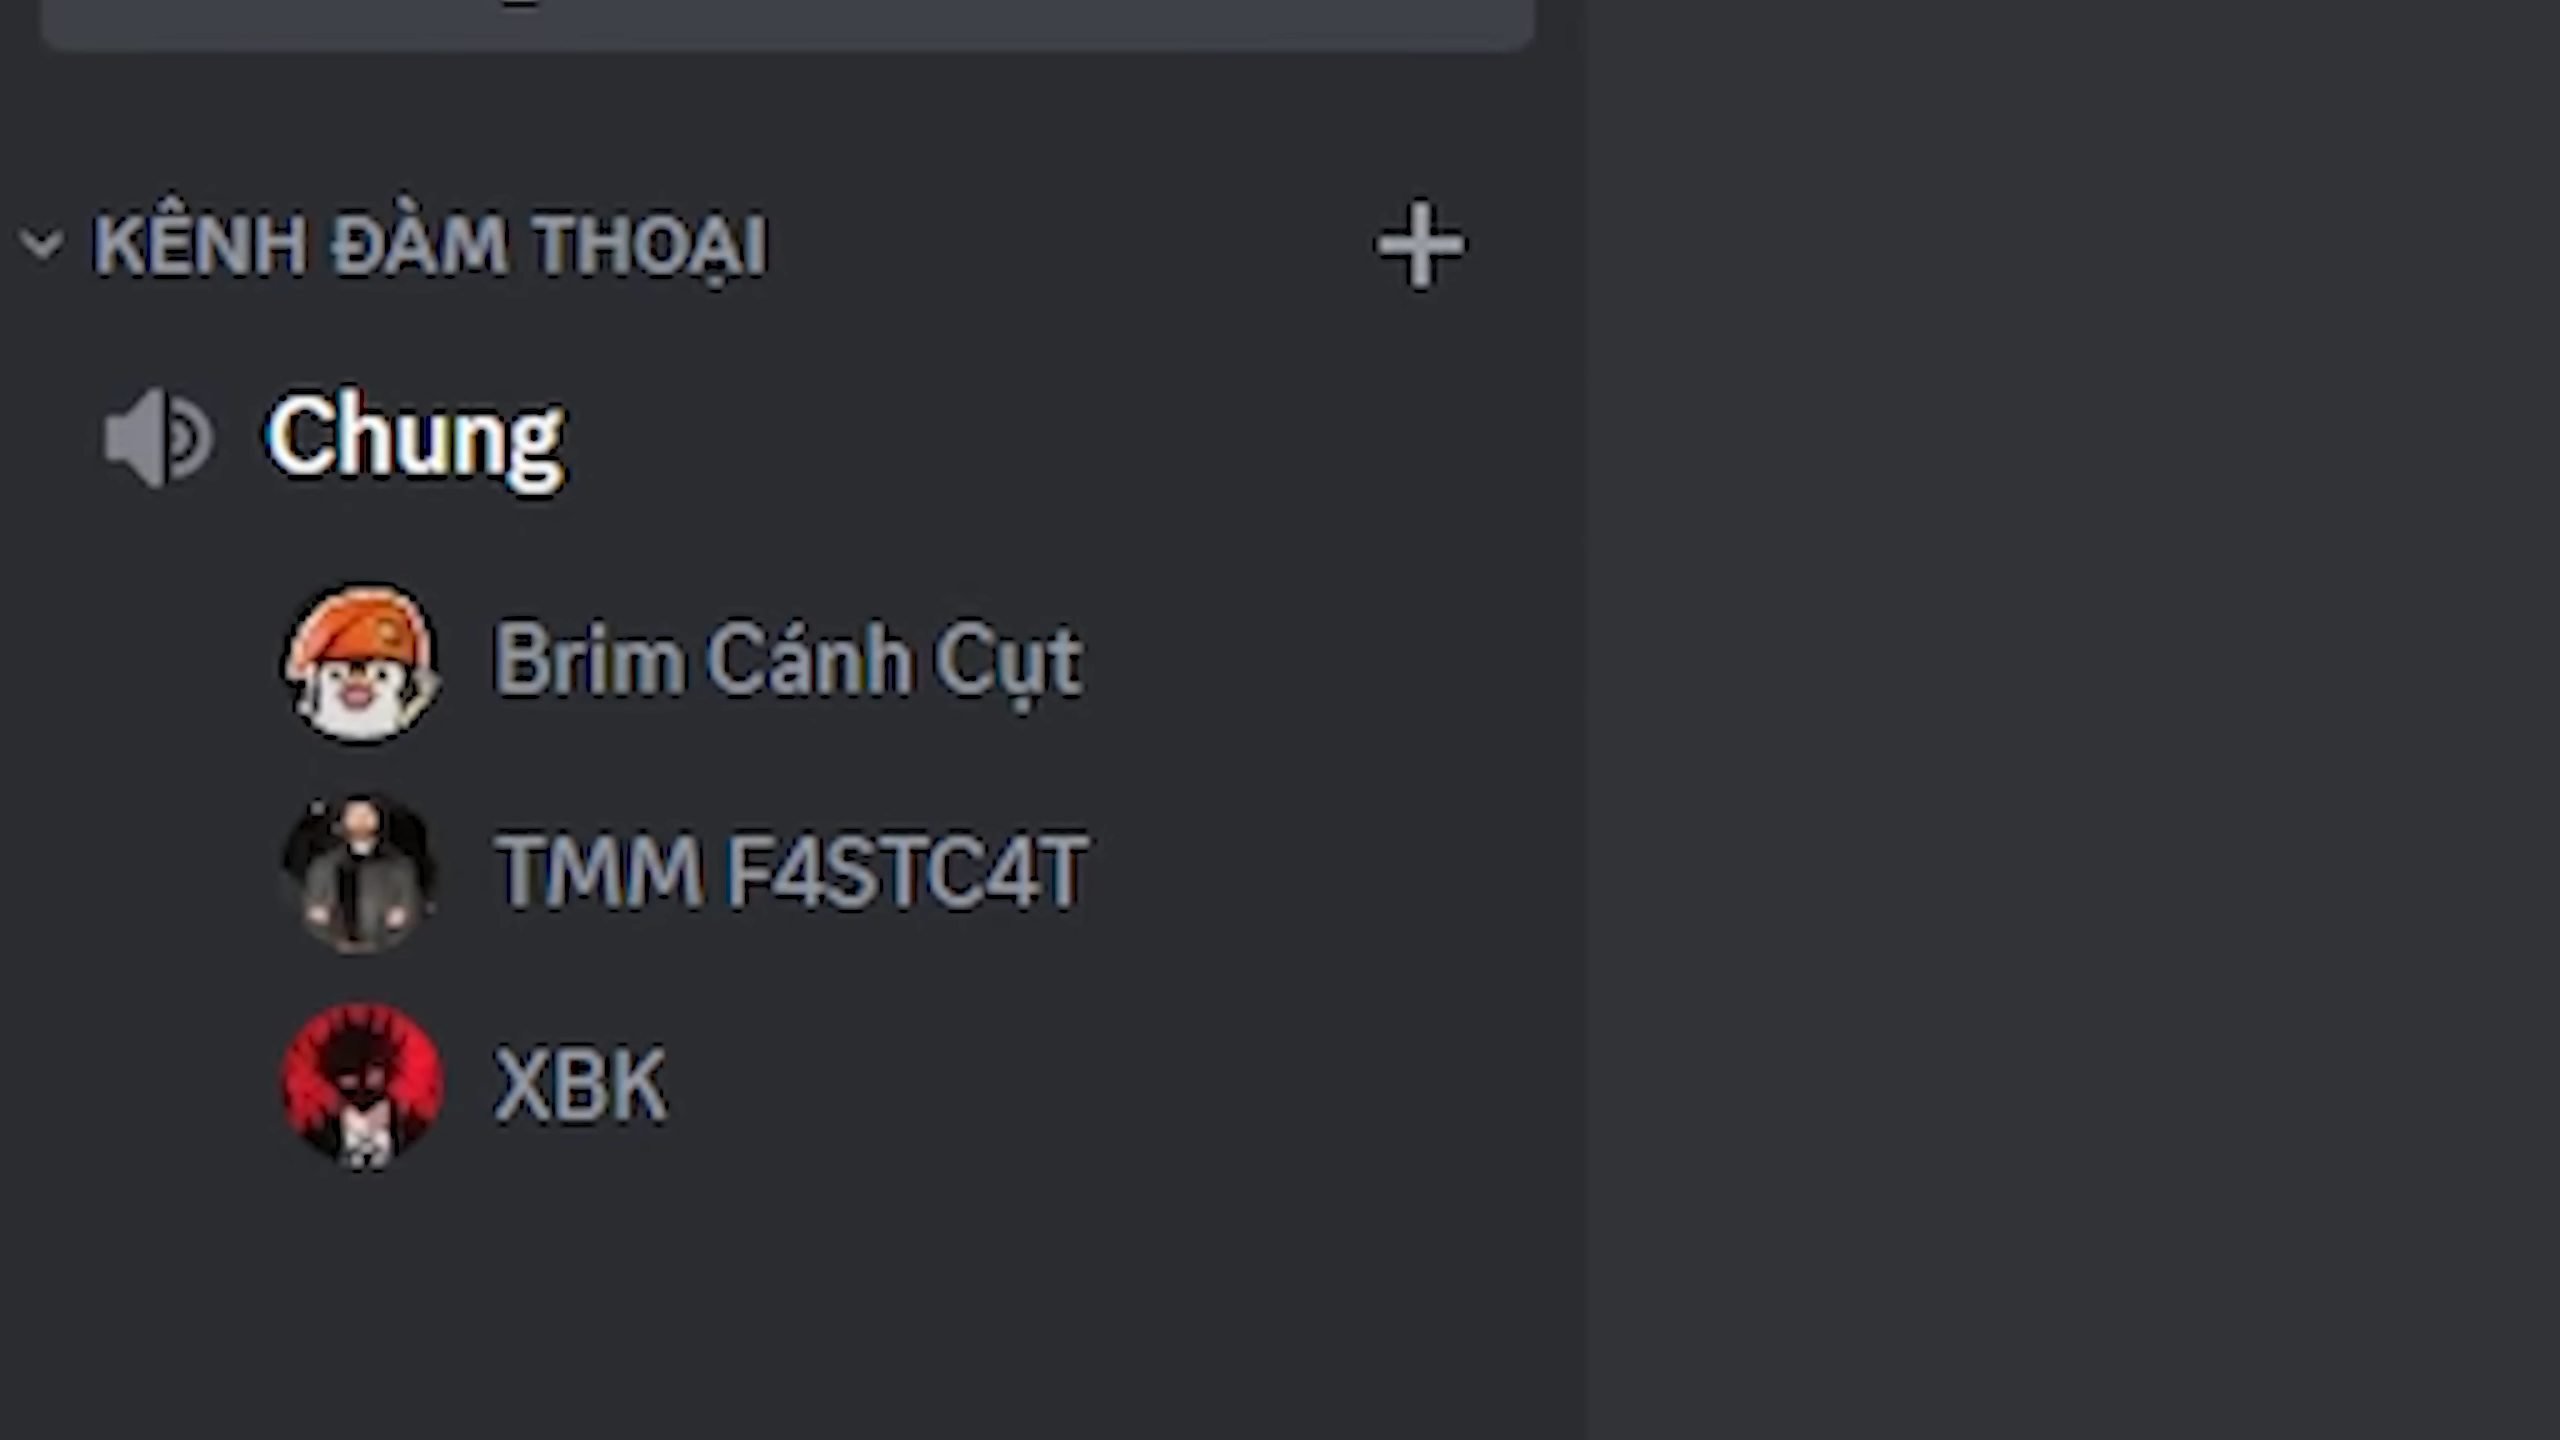 KÊNH ĐÀM THOẠI
Chung
Brim Cánh Cụt
TMM F4STC4T
XBK